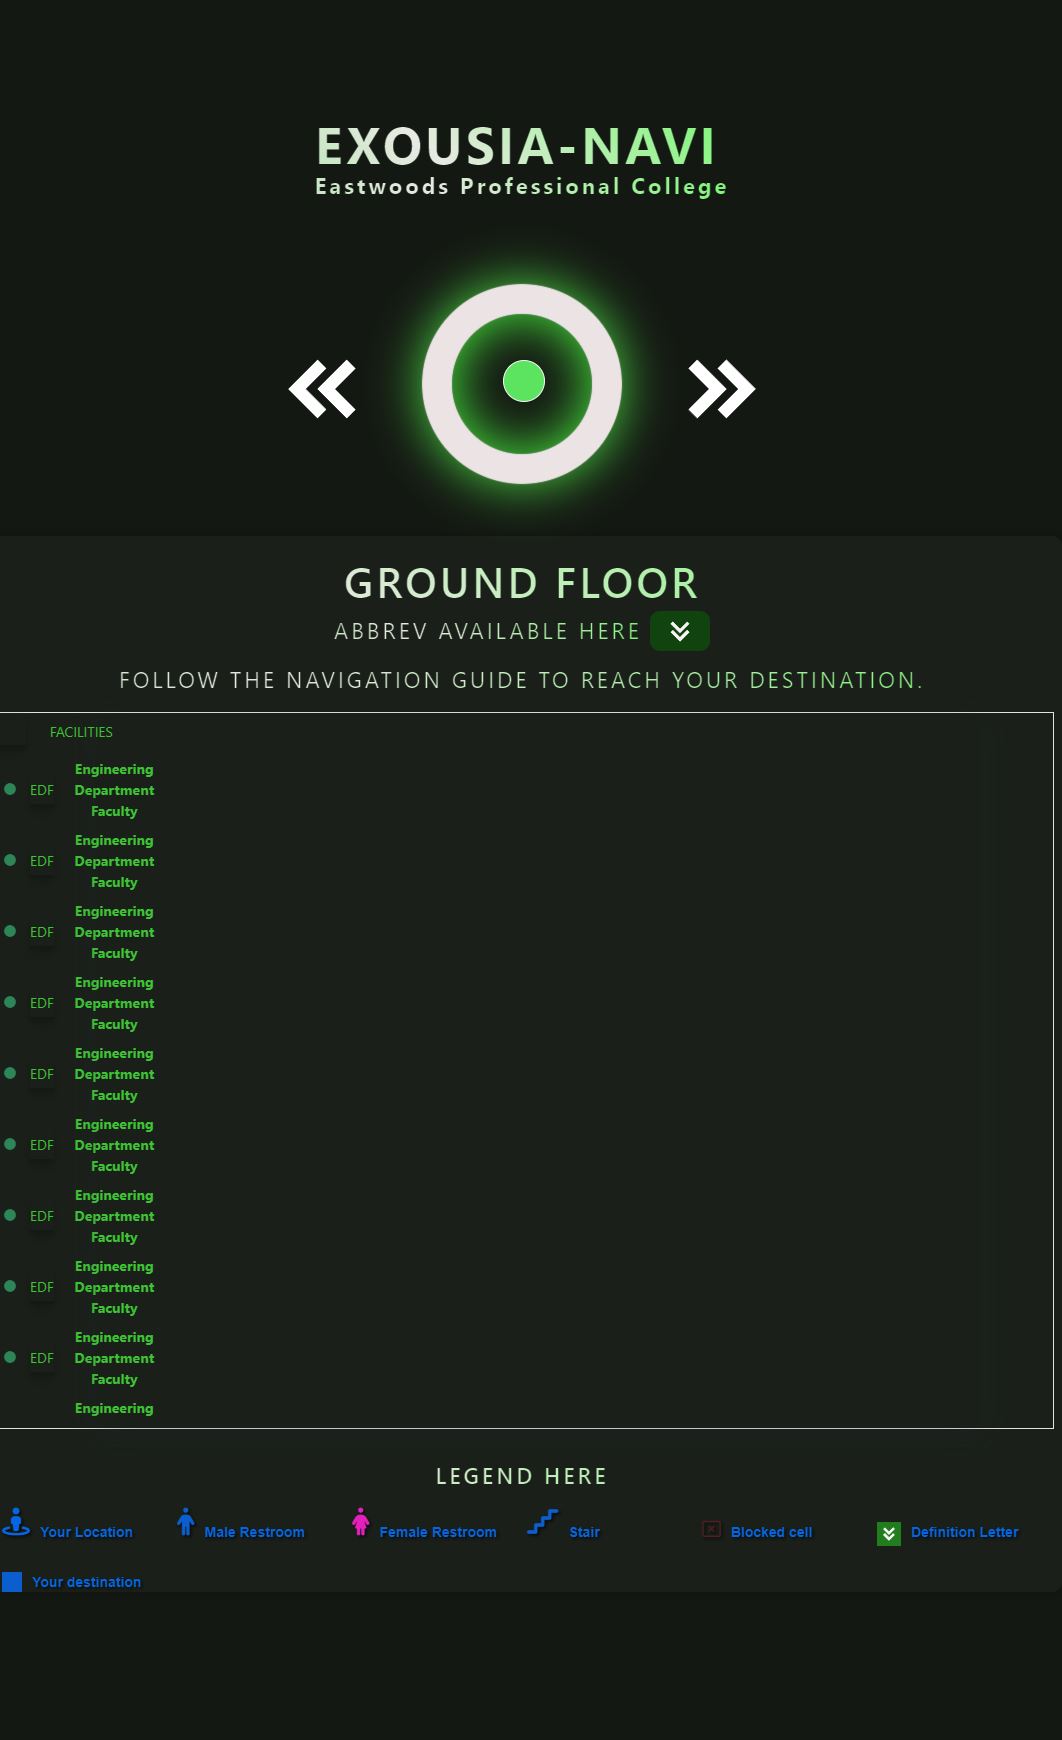 EXOUSIA-NAVI
Eastwoods Professional College
GROUND FLOOR
ABBREV AVAILABLE HERE
FOLLOW THE NAVIGATION GUIDE TO REACH YOUR DESTINATION.
FACILITIES
Engineering
EDF Department
Faculty
Engineering
EDF Department
Faculty
Engineering
EDF Department
Faculty
Engineering
EDF Department
Faculty
Engineering
EDF Department
Faculty
Engineering
EDF Department
Faculty
Engineering
EDF Department
Faculty
Engineering
EDF Department
Faculty
Engineering
EDF Department
Faculty
Engineering
LEGEND HERE
Your Location Male Restroom Female Restroom Stair Blocked cell Definition Letter
Your destination